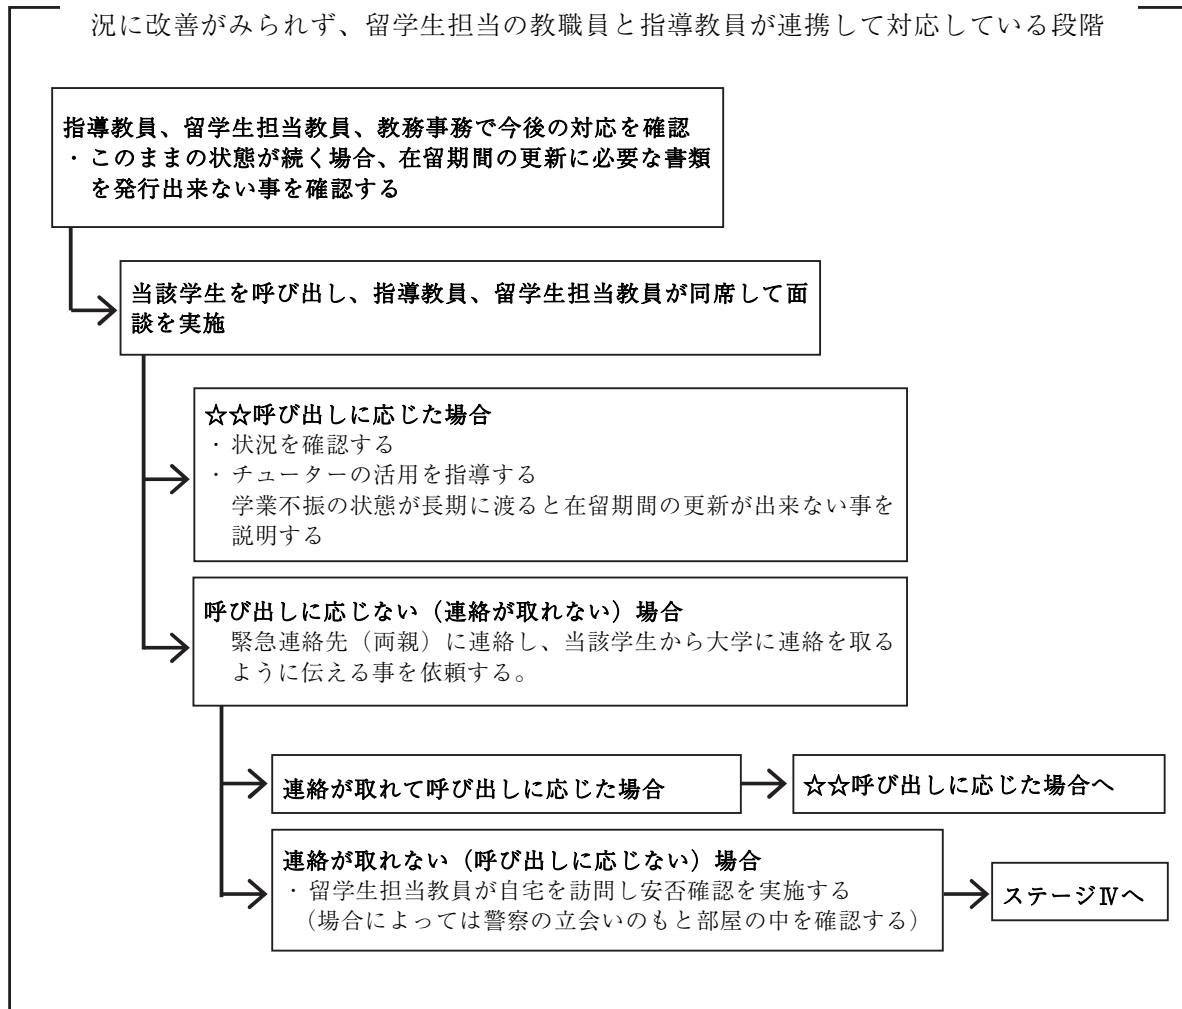 況に改善がみられず、留学生担当の教職員と指導教員が連携して対応している段階
指導教員、留学生担当教員、教務事務で今後の対応を確認
・このままの状態が続く場合、在留期間の更新に必要な書類
を発行出来ない事を確認する
当該学生を呼び出し、指導教員、留学生担当教員が同席して面
談を実施
☆☆呼び出しに応じた場合
・状況を確認する
・チューターの活用を指導する
学業不振の状態が長期に渡ると在留期間の更新が出来ない事を
説明する
呼び出しに応じない（連絡が取れない）場合
緊急連絡先（両親）に連絡し、当該学生から大学に連絡を取る
ように伝える事を依頼する。
連絡が取れて呼び出しに応じた場合
☆☆呼び出しに応じた場合へ
連絡が取れない（呼び出しに応じない）場合
・留学生担当教員が自宅を訪問し安否確認を実施する
（場合によっては警察の立会いのもと部屋の中を確認する）
ステージⅣへ